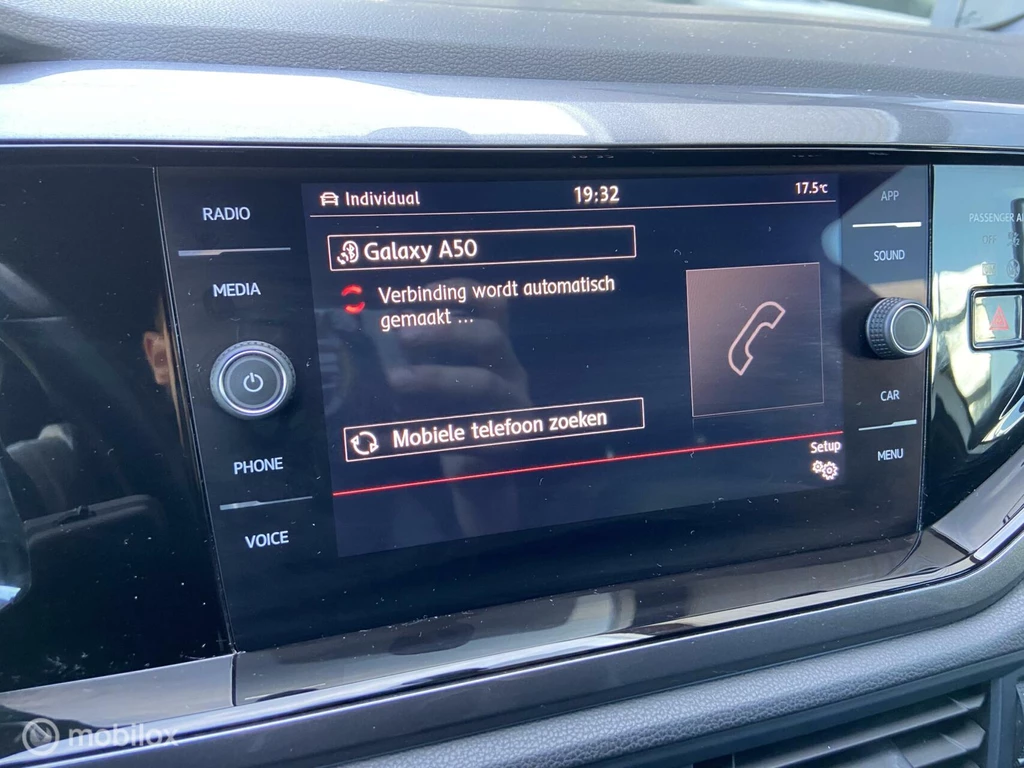 Individual 19:32 17.5°C
Galaxy A50
Verbinding wordt automatisch
gemaakt ...
Mobiele telefoon zoeken
Setup
RADIO
MEDIA
PHONE
VOICE
APP
SOUND
CAR
MENU
PASSENGER
OFF
mobilox